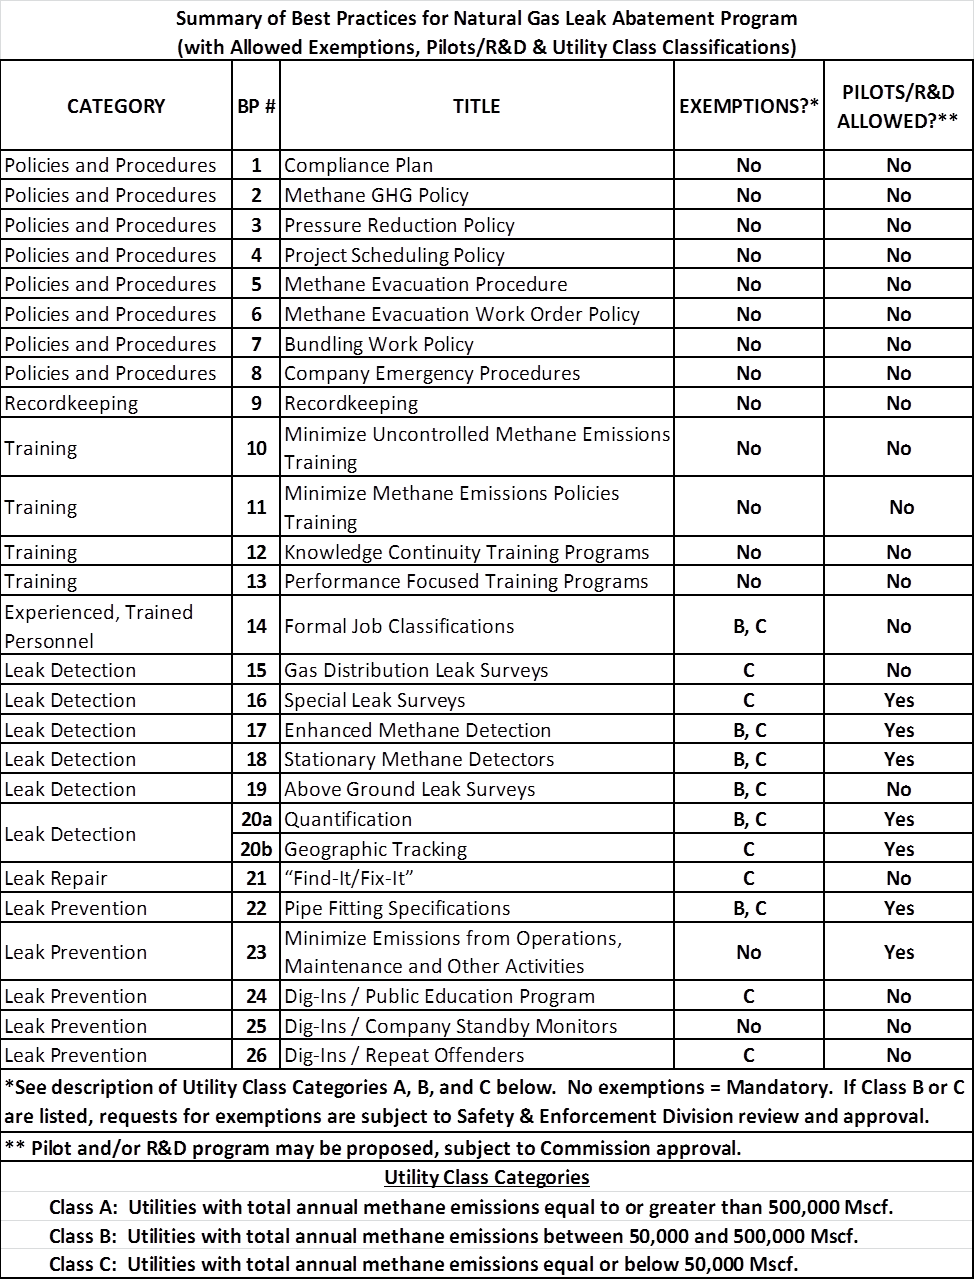 Summary of Best Practices for Natural Gas Leak Abatement Program
(with Allowed Exemptions, Pilots/R&D & Utility Class Classifications)
CATEGORY BP # TITLE EXEMPTIONS?* PILOTS/R&D ALLOWED?**
Policies and Procedures 1 Compliance Plan No No
Policies and Procedures 2 Methane GHG Policy No No
Policies and Procedures 3 Pressure Reduction Policy No No
Policies and Procedures 4 Project Scheduling Policy No No
Policies and Procedures 5 Methane Evacuation Procedure No No
Policies and Procedures 6 Methane Evacuation Work Order Policy No No
Policies and Procedures 7 Bundling Work Policy No No
Policies and Procedures 8 Company Emergency Procedures No No
Recordkeeping 9 Recordkeeping No No
Training 10 Minimize Uncontrolled Methane Emissions Training No No
Training 11 Minimize Methane Emissions Policies Training No No
Training 12 Knowledge Continuity Training Programs No No
Training 13 Performance Focused Training Programs No No
Experienced, Trained Personnel 14 Formal Job Classifications B, C No
Leak Detection 15 Gas Distribution Leak Surveys C No
Leak Detection 16 Special Leak Surveys C Yes
Leak Detection 17 Enhanced Methane Detection B, C Yes
Leak Detection 18 Stationary Methane Detectors B, C Yes
Leak Detection 19 Above Ground Leak Surveys B, C No
Leak Detection 20a Quantification B, C Yes
20b Geographic Tracking C Yes
Leak Repair 21 “Find-It/Fix-It” C No
Leak Prevention 22 Pipe Fitting Specifications B, C Yes
Leak Prevention 23 Minimize Emissions from Operations, Maintenance and Other Activities No Yes
Leak Prevention 24 Dig-Ins / Public Education Program C No
Leak Prevention 25 Dig-Ins / Company Standby Monitors No No
Leak Prevention 26 Dig-Ins / Repeat Offenders C No
*See description of Utility Class Categories A, B, and C below. No exemptions = Mandatory. If Class B or C
are listed, requests for exemptions are subject to Safety & Enforcement Division review and approval.
** Pilot and/or R&D program may be proposed, subject to Commission approval.
Utility Class Categories
Class A: Utilities with total annual methane emissions equal to or greater than 500,000 Mscf.
Class B: Utilities with total annual methane emissions between 50,000 and 500,000 Mscf.
Class C: Utilities with total annual methane emissions equal or below 50,000 Mscf.